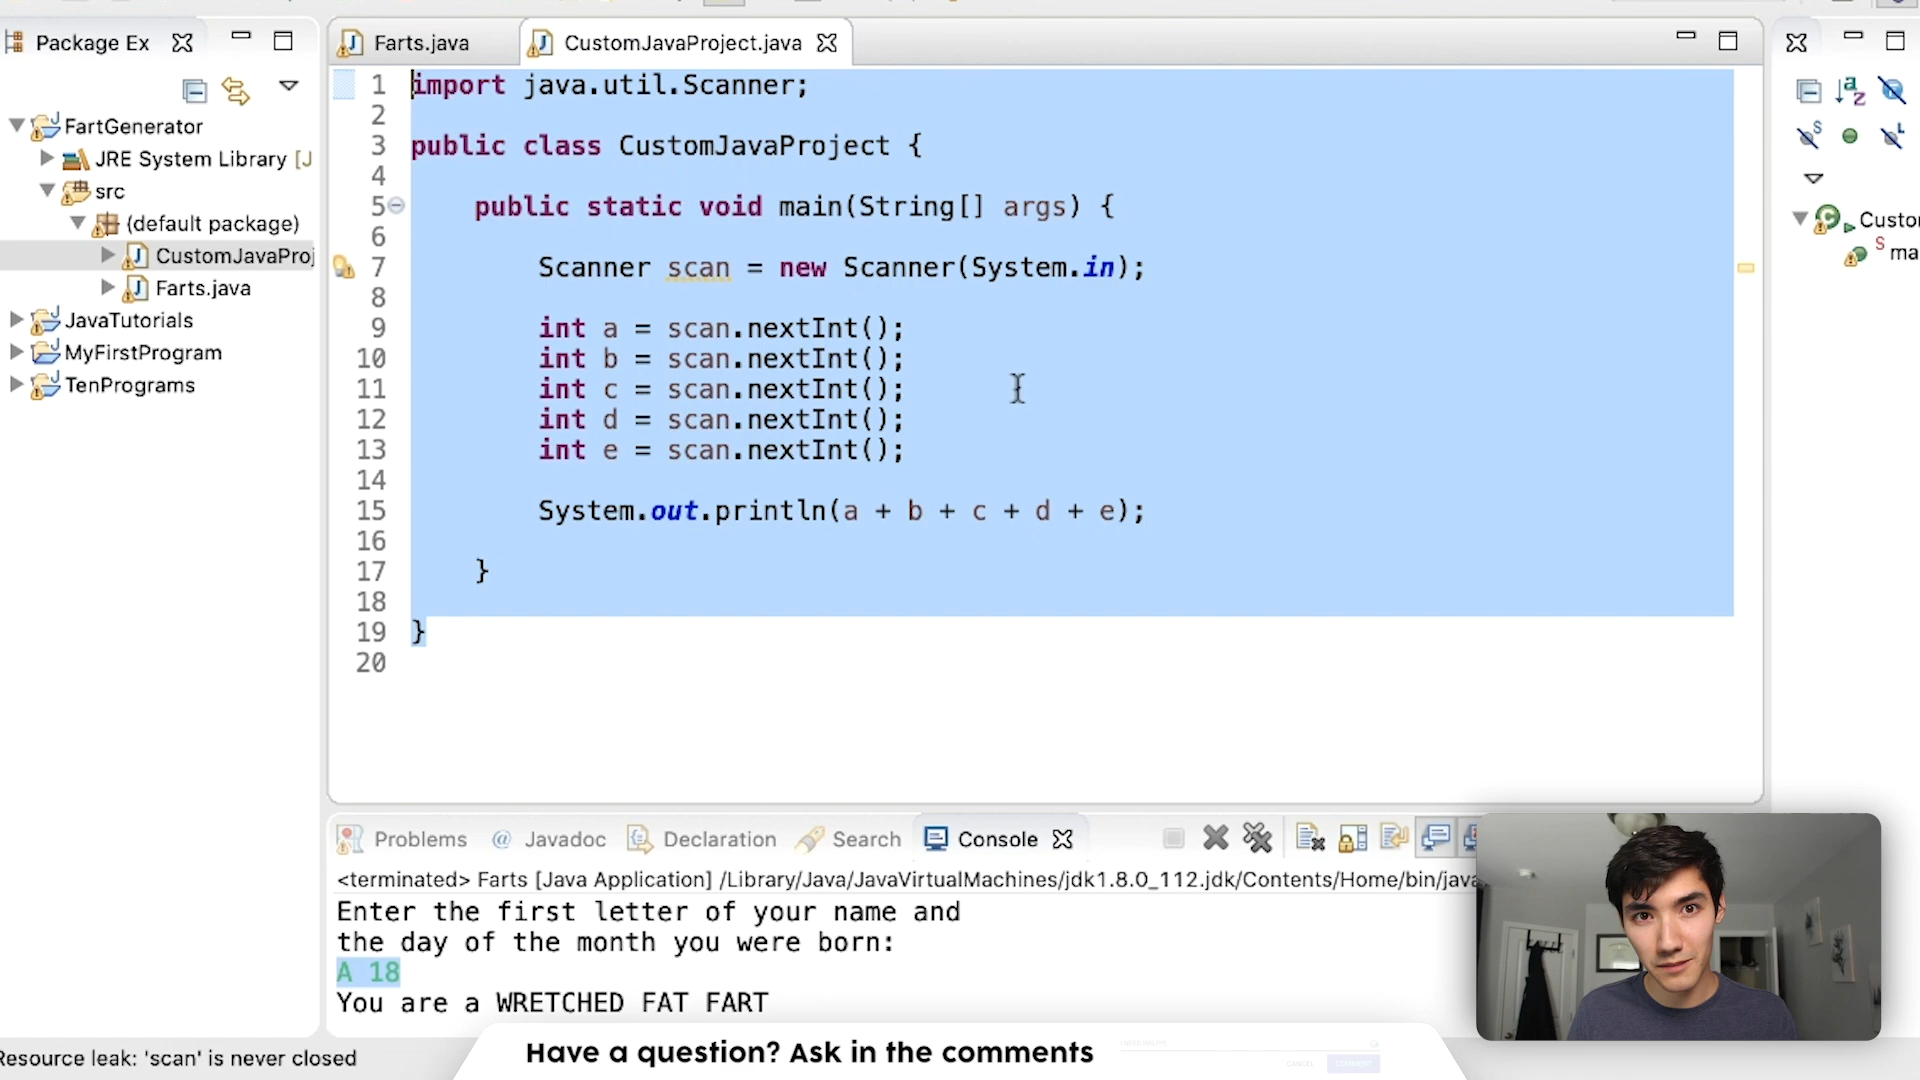 Package Ex
Farts.java
CustomJavaProject.java
FartGenerator
JRE System Library [J
src
(default package)
CustomJavaProj
Farts.java
JavaTutorials
MyFirstProgram
TenPrograms
1 import java.util.Scanner;
2
3 public class CustomJavaProject {
4
5 public static void main(String[] args) {
6
7 Scanner scan = new Scanner(System.in);
8
9 int a = scan.nextInt();
10 int b = scan.nextInt();
11 int c = scan.nextInt();
12 int d = scan.nextInt();
13 int e = scan.nextInt();
14
15 System.out.println(a + b + c + d + e);
16
17 }
18
19 }
20
Custo
ma
Problems @ Javadoc Declaration Search Console
<terminated> Farts [Java Application] /Library/Java/JavaVirtualMachines/jdk1.8.0_112.jdk/Contents/Home/bin/java
Enter the first letter of your name and
the day of the month you were born:
A 18
You are a WRETCHED FAT FART
Resource leak: 'scan' is never closed
Have a question? Ask in the comments
CANCEL